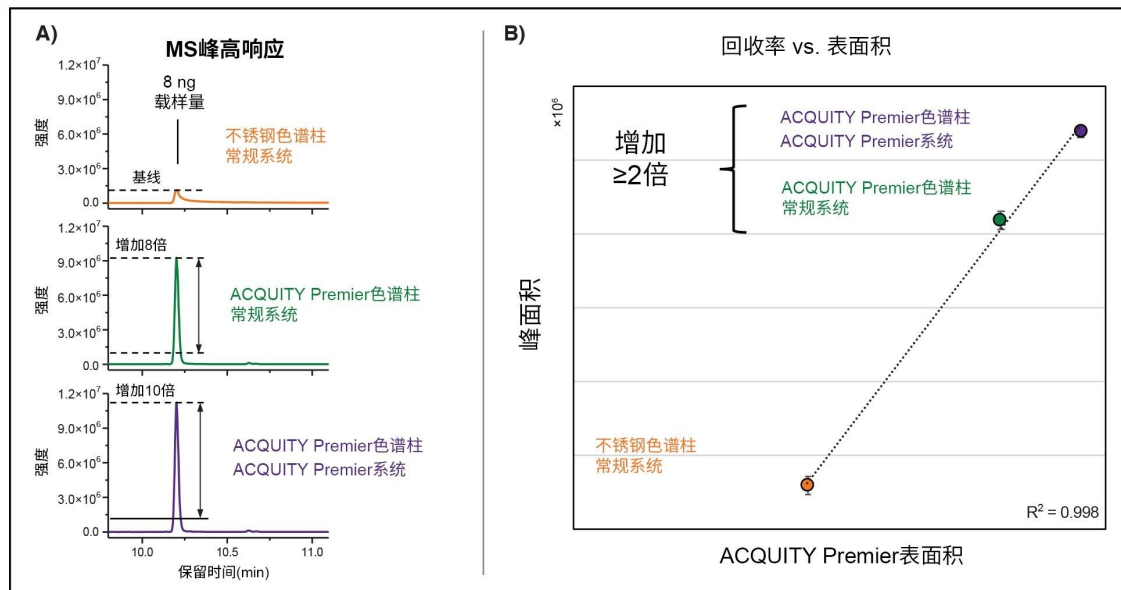 A)
MS峰高响应
1.2×10⁷
9.0×10⁶
6.0×10⁶
3.0×10⁶
0.0
强度
8 ng
载样量
不锈钢色谱柱
常规系统
基线
1.2×10⁷
9.0×10⁶
6.0×10⁶
3.0×10⁶
0.0
强度
增加8倍
ACQUITY Premier色谱柱
常规系统
1.2×10⁷
9.0×10⁶
6.0×10⁶
3.0×10⁶
0.0
强度
增加10倍
ACQUITY Premier色谱柱
ACQUITY Premier系统
10.0
10.5
11.0
保留时间(min)
B)
回收率 vs. 表面积
×10⁶
增加
≥2倍
ACQUITY Premier色谱柱
ACQUITY Premier系统
ACQUITY Premier色谱柱
常规系统
峰面积
不锈钢色谱柱
常规系统
R² = 0.998
ACQUITY Premier表面积